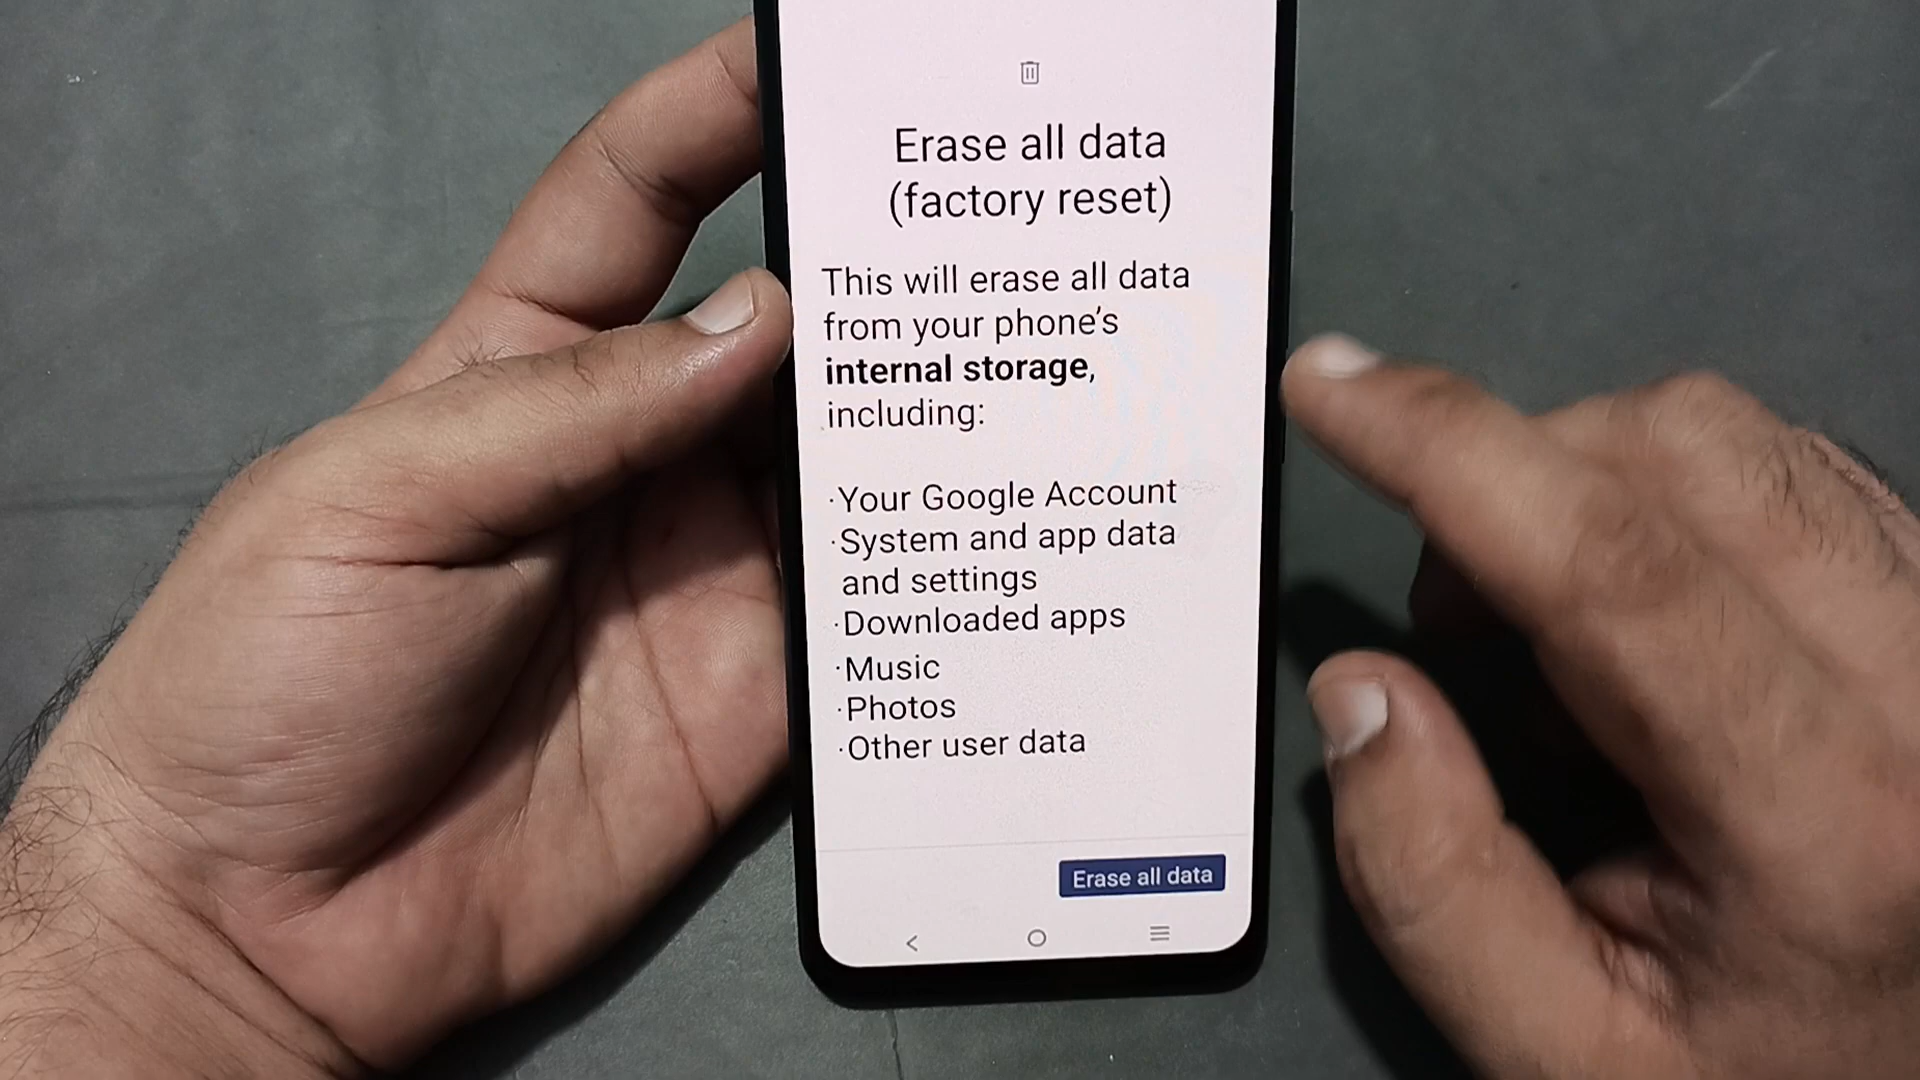 Erase all data
(factory reset)
This will erase all data
from your phone's
internal storage,
including:
·Your Google Account
·System and app data
and settings
·Downloaded apps
·Music
·Photos
·Other user data
Erase all data